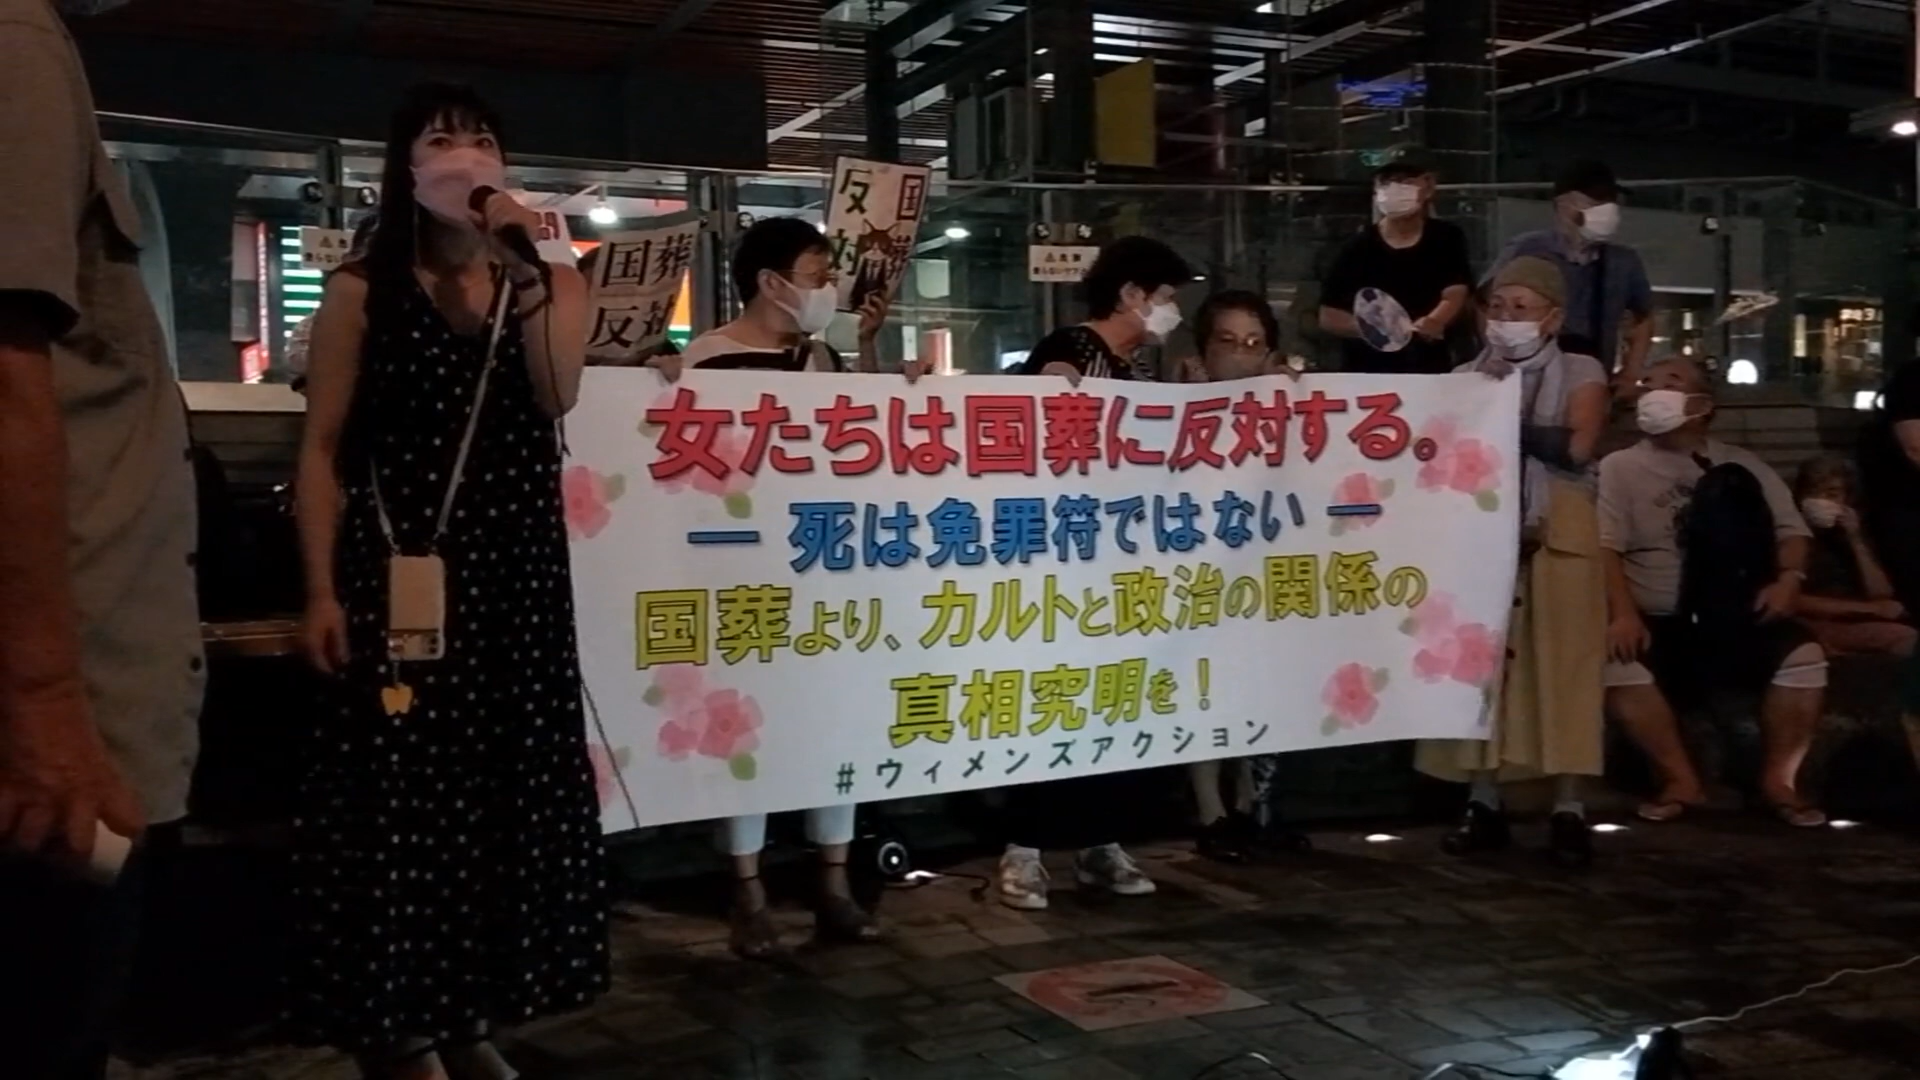 国葬
反対
国葬
反対
女たちは国葬に反対する。
― 死は免罪符ではない ―
国葬より、カルトと政治の関係の
真相究明を!
#ウィメンズアクション